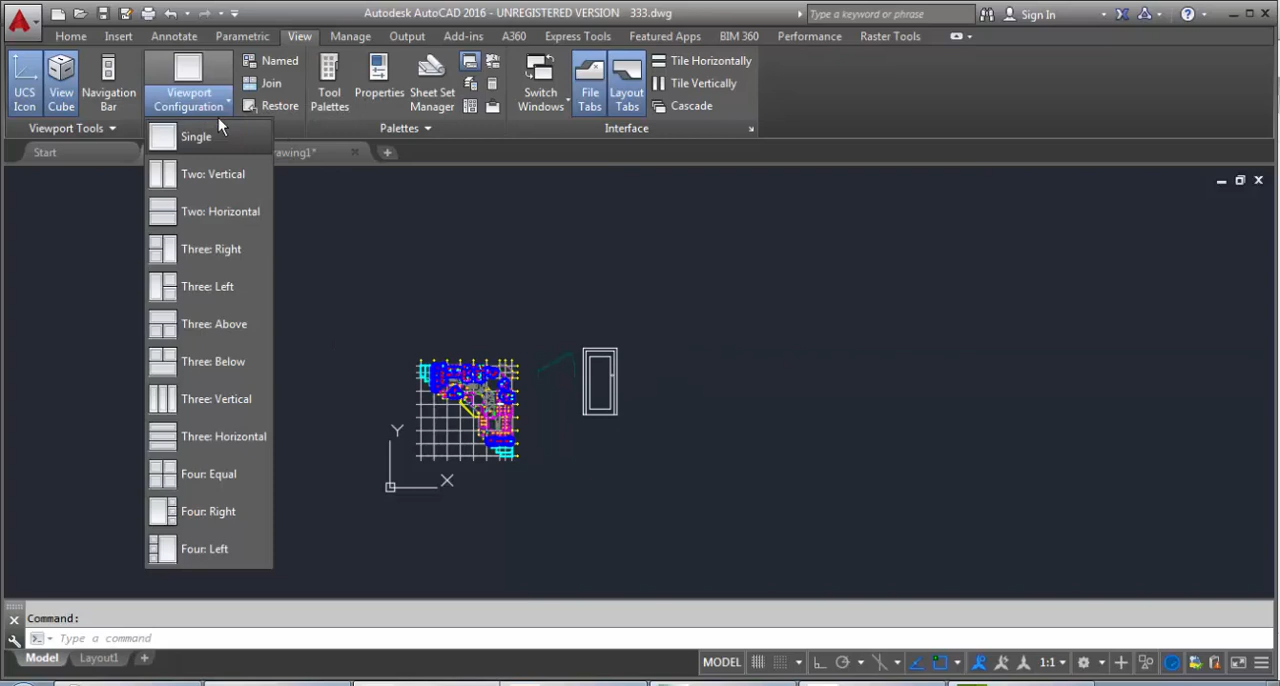 Autodesk AutoCAD 2016 - UNREGISTERED VERSION 333.dwg
Type a keyword or phrase
Sign In
Home Insert Annotate Parametric View Manage Output Add-ins A360 Express Tools Featured Apps BIM 360 Performance Raster Tools
UCS Icon
View Cube
Navigation Bar
Viewport Configuration
Named
Join
Restore
Tool Palettes
Properties
Sheet Set Manager
Switch Windows
File Tabs
Layout Tabs
Tile Horizontally
Tile Vertically
Cascade
Viewport Tools
Palettes
Interface
Start
rawing1*
Single
Two: Vertical
Two: Horizontal
Three: Right
Three: Left
Three: Above
Three: Below
Three: Vertical
Three: Horizontal
Four: Equal
Four: Right
Four: Left
Y
X
Command:
Type a command
Model Layout1
MODEL
1:1